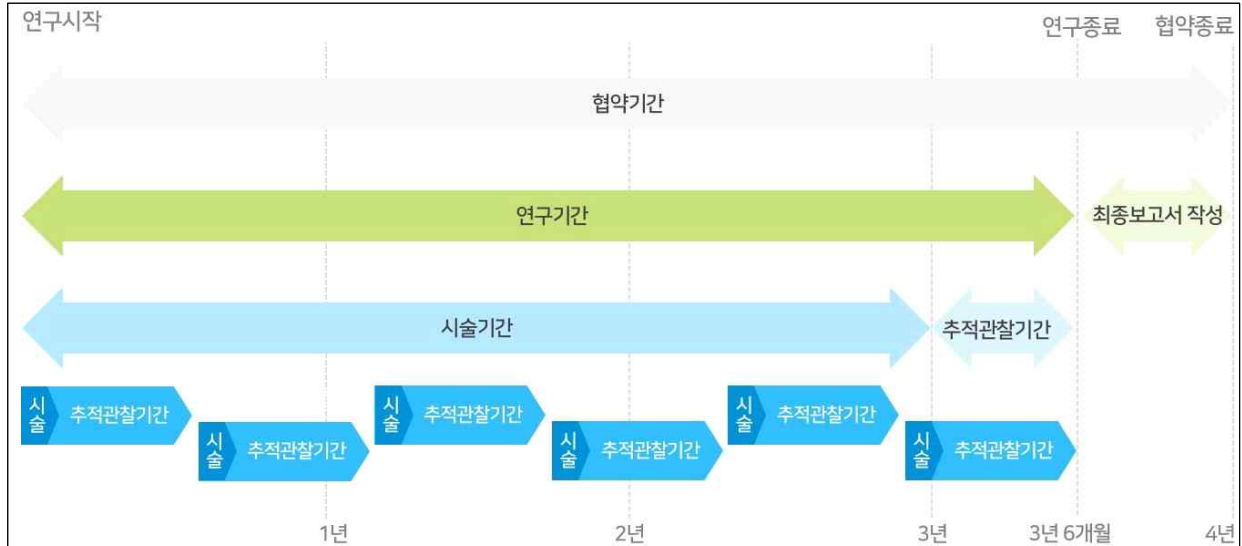 연구시작
연구종료
협약종료
협약기간
연구기간
최종보고서 작성
시술기간
추적관찰기간
시술
추적관찰기간
시술
추적관찰기간
시술
추적관찰기간
시술
추적관찰기간
시술
추적관찰기간
시술
추적관찰기간
1년
2년
3년
3년 6개월
4년